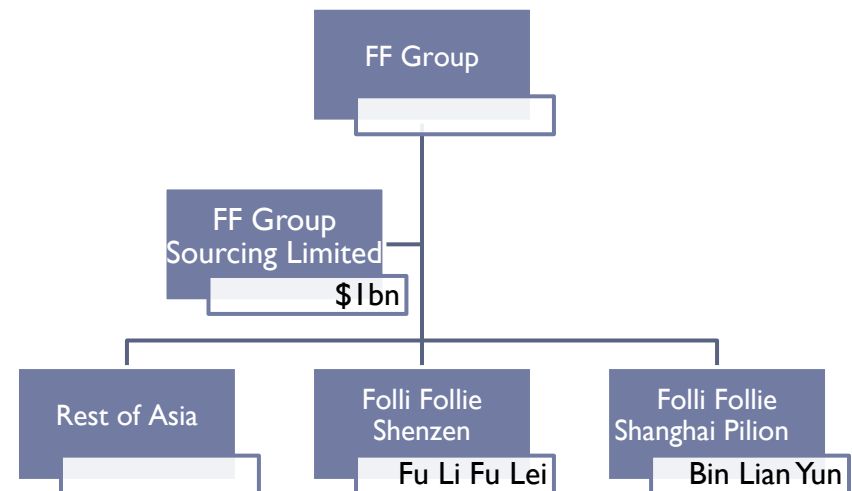 FF Group
FF Group
Sourcing Limited
$1bn
Rest of Asia
Folli Follie
Shenzen
Fu Li Fu Lei
Folli Follie
Shanghai Pilion
Bin Lian Yun